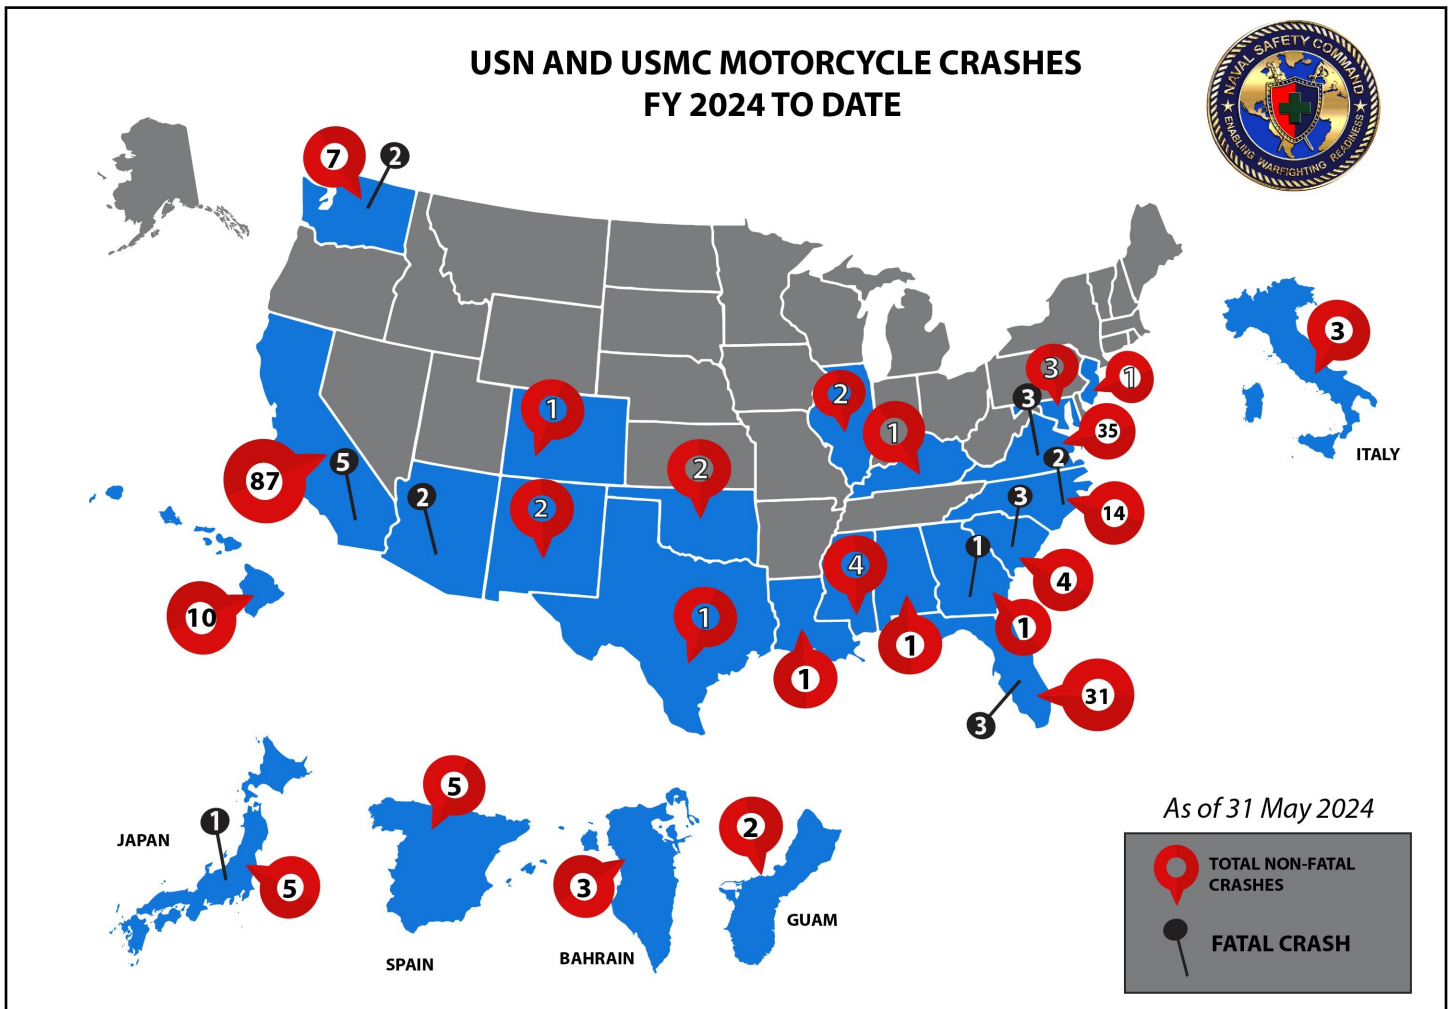 USN AND USMC MOTORCYCLE CRASHES
FY 2024 TO DATE
NAVAL SAFETY COMMAND
ENABLING WARFIGHTING READINESS
7
2
3
ITALY
1
2
3
1
3
1
35
2
87
5
2
2
2
3
14
1
4
4
10
1
1
1
1
31
3
As of 31 May 2024
TOTAL NON-FATAL
CRASHES
FATAL CRASH
JAPAN
1
5
SPAIN
5
BAHRAIN
3
GUAM
2